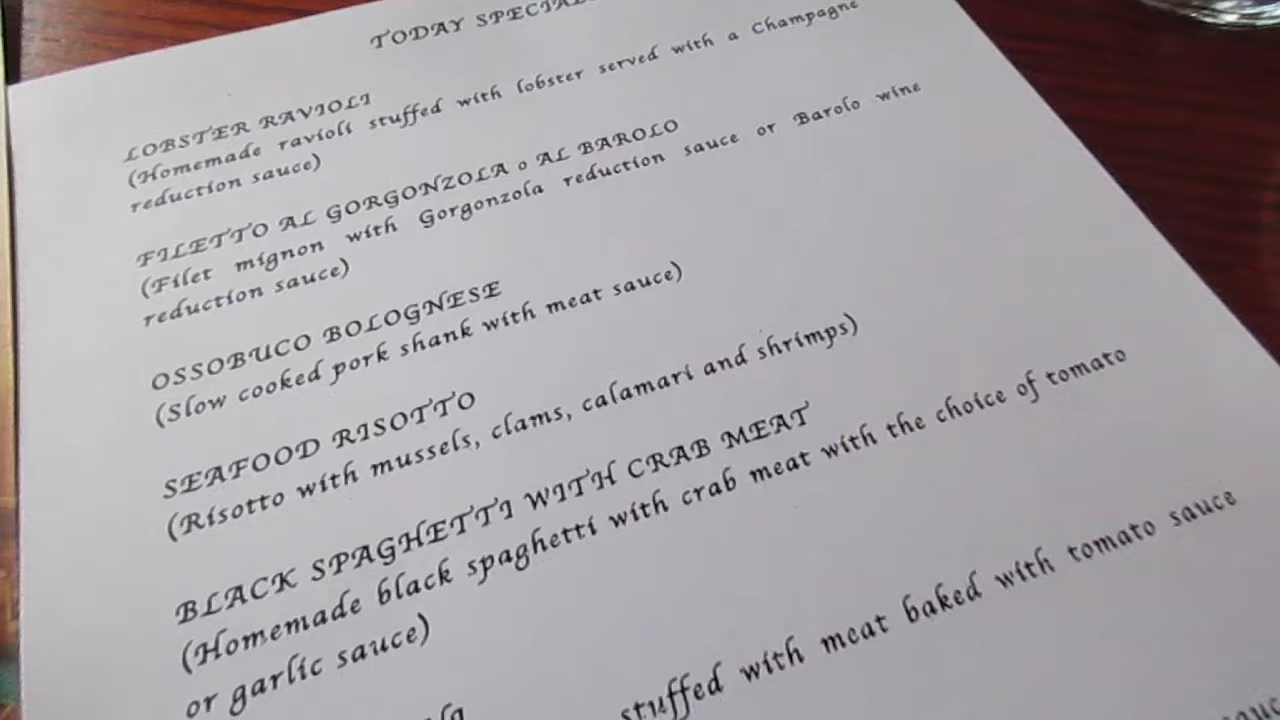 TODAY SPECIAL
LOBSTER RAVIOLI
(Homemade ravioli stuffed with lobster served with a Champagne
reduction sauce)
FILETTO AL GORGONZOLA o AL BAROLO
(Filet mignon with Gorgonzola reduction sauce or Barolo wine
reduction sauce)
OSSOBUCO BOLOGNESE
(Slow cooked pork shank with meat sauce)
SEAFOOD RISOTTO
(Risotto with mussels, clams, calamari and shrimps)
BLACK SPAGHETTI WITH CRAB MEAT
(Homemade black spaghetti with crab meat with the choice of tomato
or garlic sauce)
stuffed with meat baked with tomato sauce